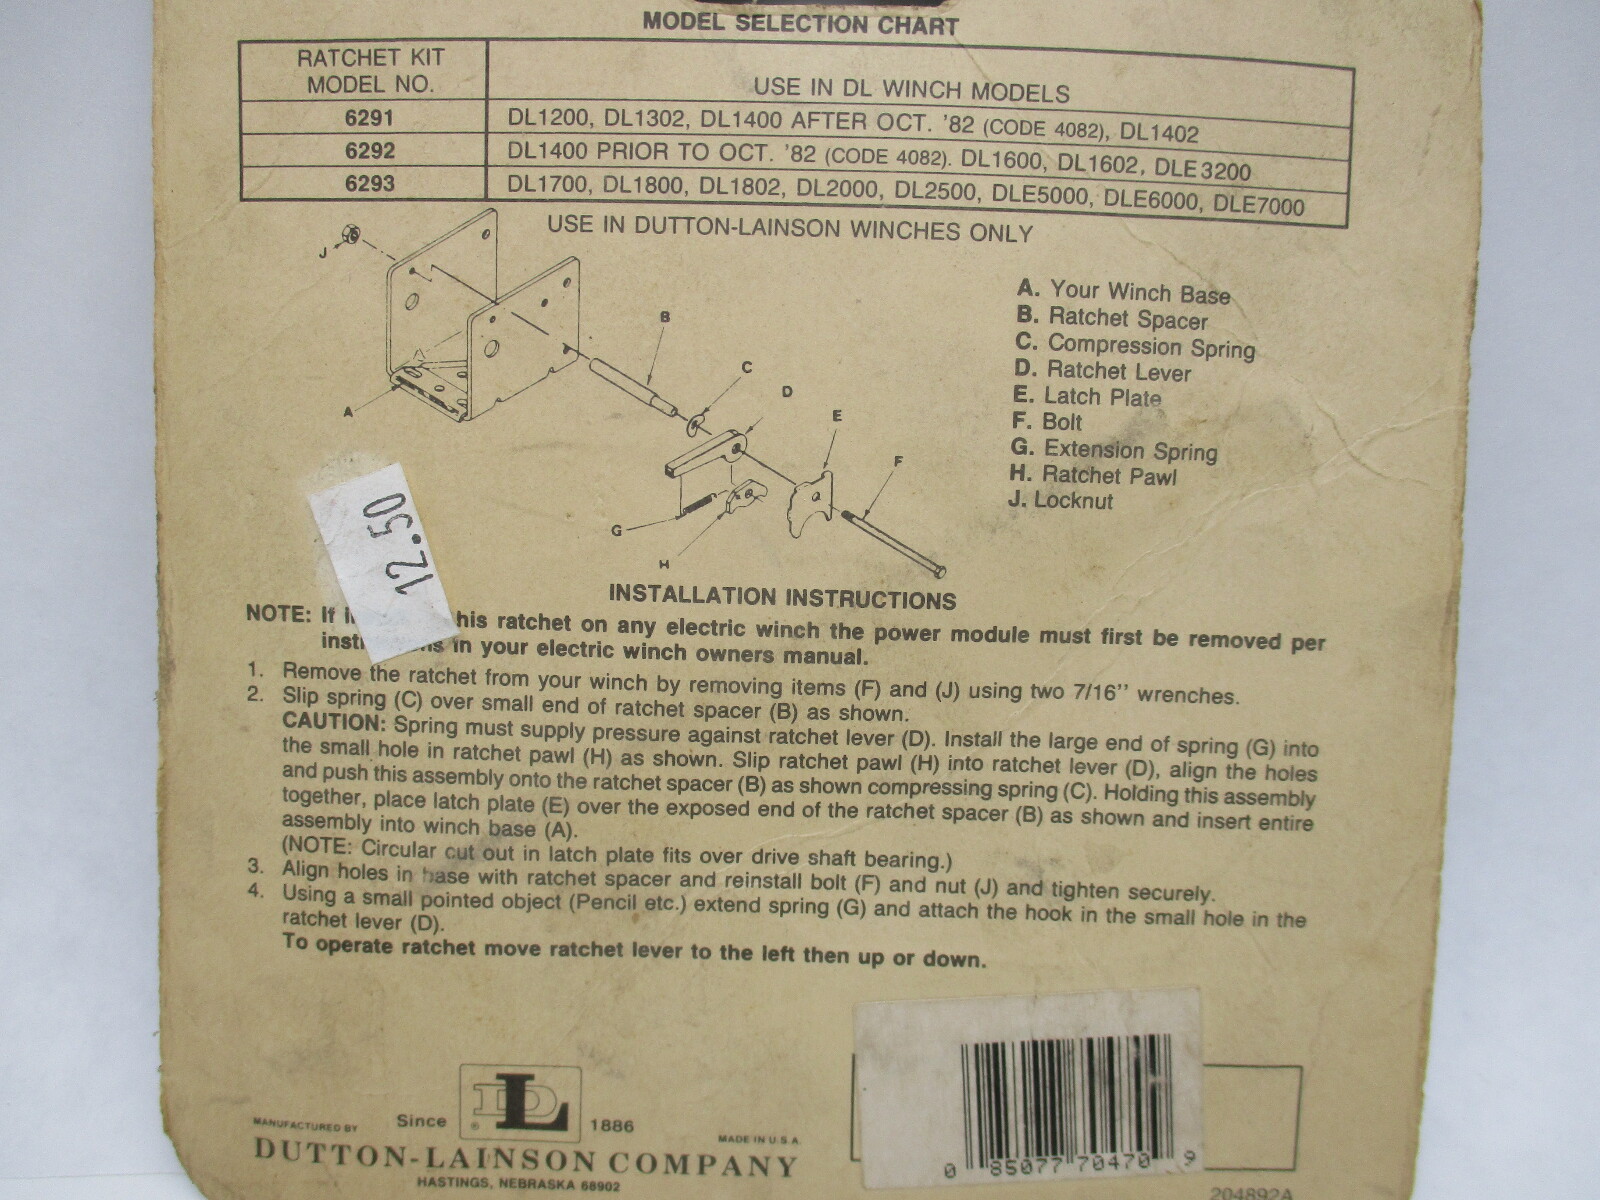 MODEL SELECTION CHART
RATCHET KIT
MODEL NO.
USE IN DL WINCH MODELS
6291 DL1200, DL1302, DL1400 AFTER OCT. '82 (CODE 4082), DL1402
6292 DL1400 PRIOR TO OCT. '82 (CODE 4082). DL1600, DL1602, DLE3200
6293 DL1700, DL1800, DL1802, DL2000, DL2500, DLE5000, DLE6000, DLE7000
USE IN DUTTON-LAINSON WINCHES ONLY
J
B
C
D
E
F
A
G
H
A. Your Winch Base
B. Ratchet Spacer
C. Compression Spring
D. Ratchet Lever
E. Latch Plate
F. Bolt
G. Extension Spring
H. Ratchet Pawl
J. Locknut
12.50
INSTALLATION INSTRUCTIONS
NOTE: If his ratchet on any electric winch the power module must first be removed per
in your electric winch owners manual.
1. Remove the ratchet from your winch by removing items (F) and (J) using two 7/16" wrenches.
2. Slip spring (C) over small end of ratchet spacer (B) as shown.
CAUTION: Spring must supply pressure against ratchet lever (D). Install the large end of spring (G) into
the small hole in ratchet pawl (H) as shown. Slip ratchet pawl (H) into ratchet lever (D), align the holes
and push this assembly onto the ratchet spacer (B) as shown compressing spring (C). Holding this assembly
together, place latch plate (E) over the exposed end of the ratchet spacer (B) as shown and insert entire
assembly into winch base (A).
(NOTE: Circular cut out in latch plate fits over drive shaft bearing.)
3. Align holes in base with ratchet spacer and reinstall bolt (F) and nut (J) and tighten securely.
4. Using a small pointed object (Pencil etc.) extend spring (G) and attach the hook in the small hole in the
ratchet lever (D).
To operate ratchet move ratchet lever to the left then up or down.
Since DL ® 1886
MANUFACTURED BY
MADE IN U.S.A.
DUTTON-LAINSON COMPANY
HASTINGS, NEBRASKA 68902
0 85077 70470 9
204892A